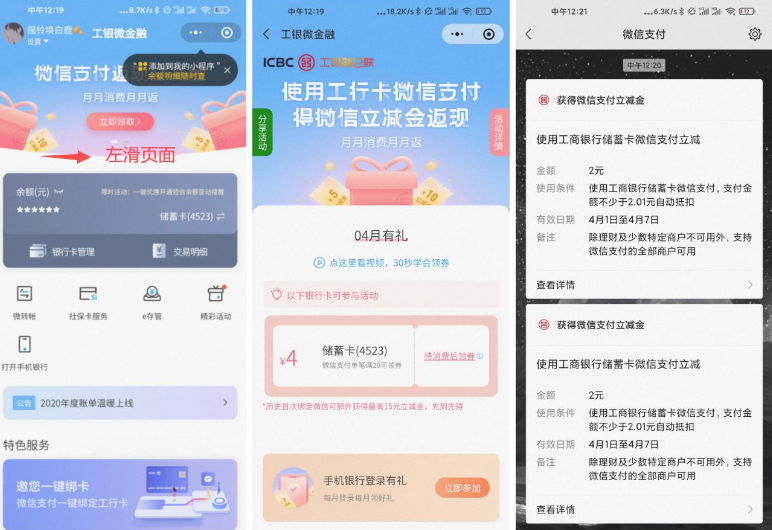 中午12:19
...8.7K/s
摇铃唤白鹿
设置
工银微金融
"添加到我的小程序"
余额明细随时查
微信支付返现
月月消费月月返
立即领取>
左滑页面
余额(元)
限时活动：一键优惠开通短信余额变动提醒
******
储蓄卡(4523)
银行卡管理
交易明细
微转帐
社保卡服务
e存管
精彩活动
打开手机银行
公告
2020年度账单温暖上线
特色服务
邀您一键绑卡
微信支付一键绑定工行卡
中午12:19
...18.2K/s
工银微金融
ICBC
使用工行卡微信支付
得微信立减金返现
月月消费月月返
分享活动
活动详情
5
10
04月有礼
点这里看视频，30秒学会领券
以下银行卡可参与活动
¥4
储蓄卡(4523)
微信支付单笔满20可领券
待消费后领券
*历史首次绑定微信可额外获得最高15元立减金，先到先得
手机银行登录有礼
每月登录每月领好礼
立即参加
中午12:21
...6.3K/s
微信支付
中午12:20
获得微信支付立减金
使用工商银行储蓄卡微信支付立减
金额 2元
使用条件 使用工商银行储蓄卡微信支付，支付金
额不少于2.01元自动抵扣
有效日期 4月1日至4月7日
备注 除理财及少数特定商户不可用外，支持
微信支付的全部商户可用
查看详情
获得微信支付立减金
使用工商银行储蓄卡微信支付立减
金额 2元
使用条件 使用工商银行储蓄卡微信支付，支付金
额不少于2.01元自动抵扣
有效日期 4月1日至4月7日
备注 除理财及少数特定商户不可用外，支持
微信支付的全部商户可用
查看详情